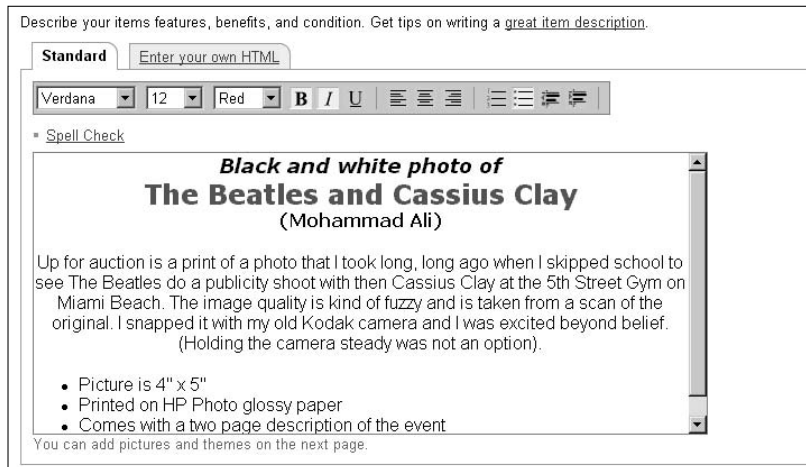 Describe your items features, benefits, and condition. Get tips on writing a great item description.
Standard Enter your own HTML
Verdana 12 Red B I U
Spell Check
Black and white photo of
The Beatles and Cassius Clay
(Mohammad Ali)
Up for auction is a print of a photo that I took long, long ago when I skipped school to
see The Beatles do a publicity shoot with then Cassius Clay at the 5th Street Gym on
Miami Beach. The image quality is kind of fuzzy and is taken from a scan of the
original. I snapped it with my old Kodak camera and I was excited beyond belief.
(Holding the camera steady was not an option).
• Picture is 4" x 5"
• Printed on HP Photo glossy paper
• Comes with a two page description of the event
You can add pictures and themes on the next page.